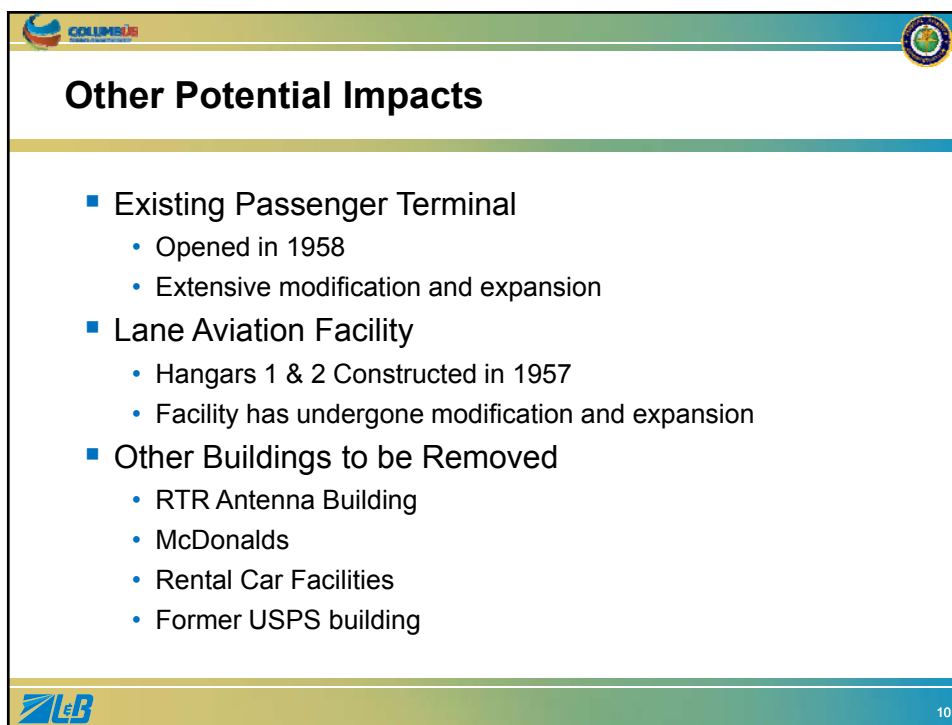 COLUMBUS
Other Potential Impacts
Existing Passenger Terminal
Opened in 1958
Extensive modification and expansion
Lane Aviation Facility
Hangars 1 & 2 Constructed in 1957
Facility has undergone modification and expansion
Other Buildings to be Removed
RTR Antenna Building
McDonalds
Rental Car Facilities
Former USPS building
L&B
10